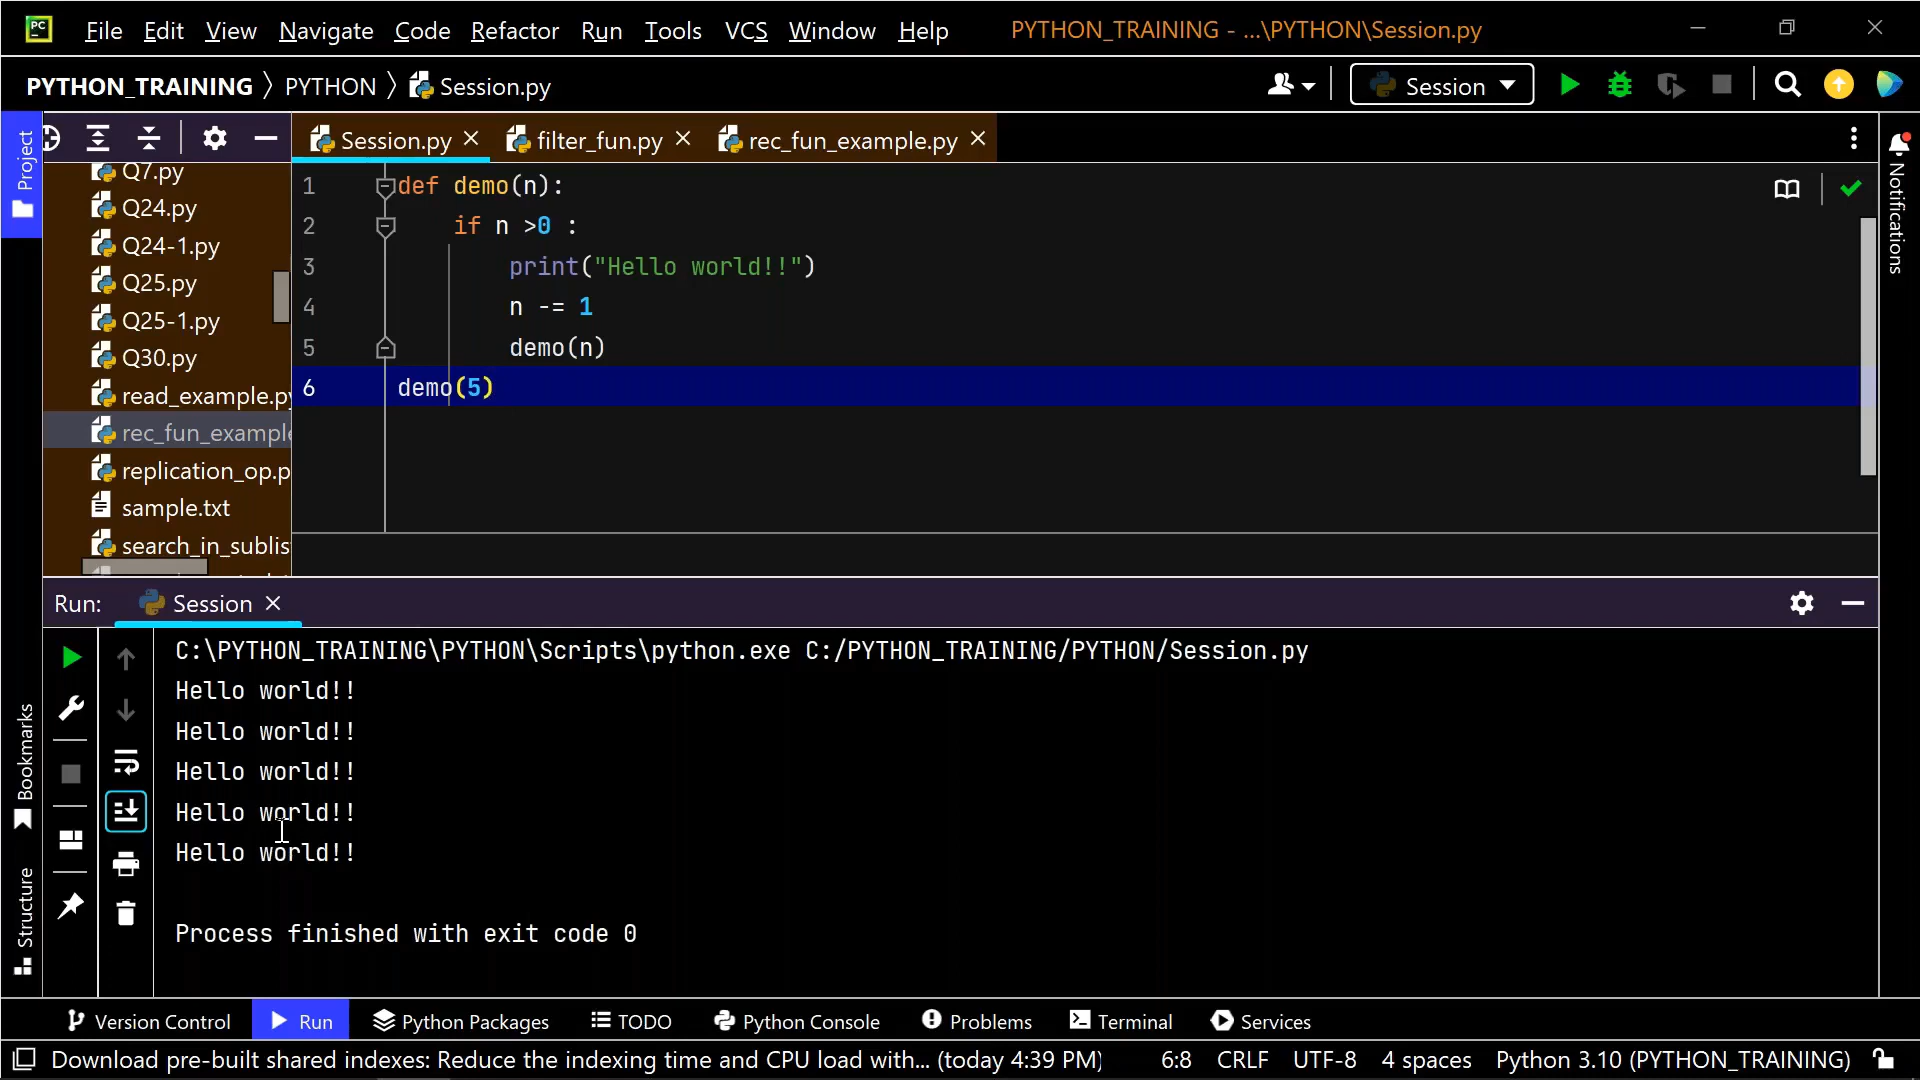 PC File Edit View Navigate Code Refactor Run Tools VCS Window Help PYTHON_TRAINING - ...\PYTHON\Session.py
PYTHON_TRAINING PYTHON Session.py Session
Project
Q7.py
Q24.py
Q24-1.py
Q25.py
Q25-1.py
Q30.py
read_example.py
rec_fun_example
replication_op.p
sample.txt
search_in_sublis
Session.py filter_fun.py rec_fun_example.py
1 def demo(n):
2 if n >0 :
3 print("Hello world!!")
4 n -= 1
5 demo(n)
6 demo(5)
Notifications
Run: Session
Bookmarks
Structure
C:\PYTHON_TRAINING\PYTHON\Scripts\python.exe C:/PYTHON_TRAINING/PYTHON/Session.py
Hello world!!
Hello world!!
Hello world!!
Hello world!!
Hello world!!
Process finished with exit code 0
Version Control Run Python Packages TODO Python Console Problems Terminal Services
Download pre-built shared indexes: Reduce the indexing time and CPU load with... (today 4:39 PM) 6:8 CRLF UTF-8 4 spaces Python 3.10 (PYTHON_TRAINING)